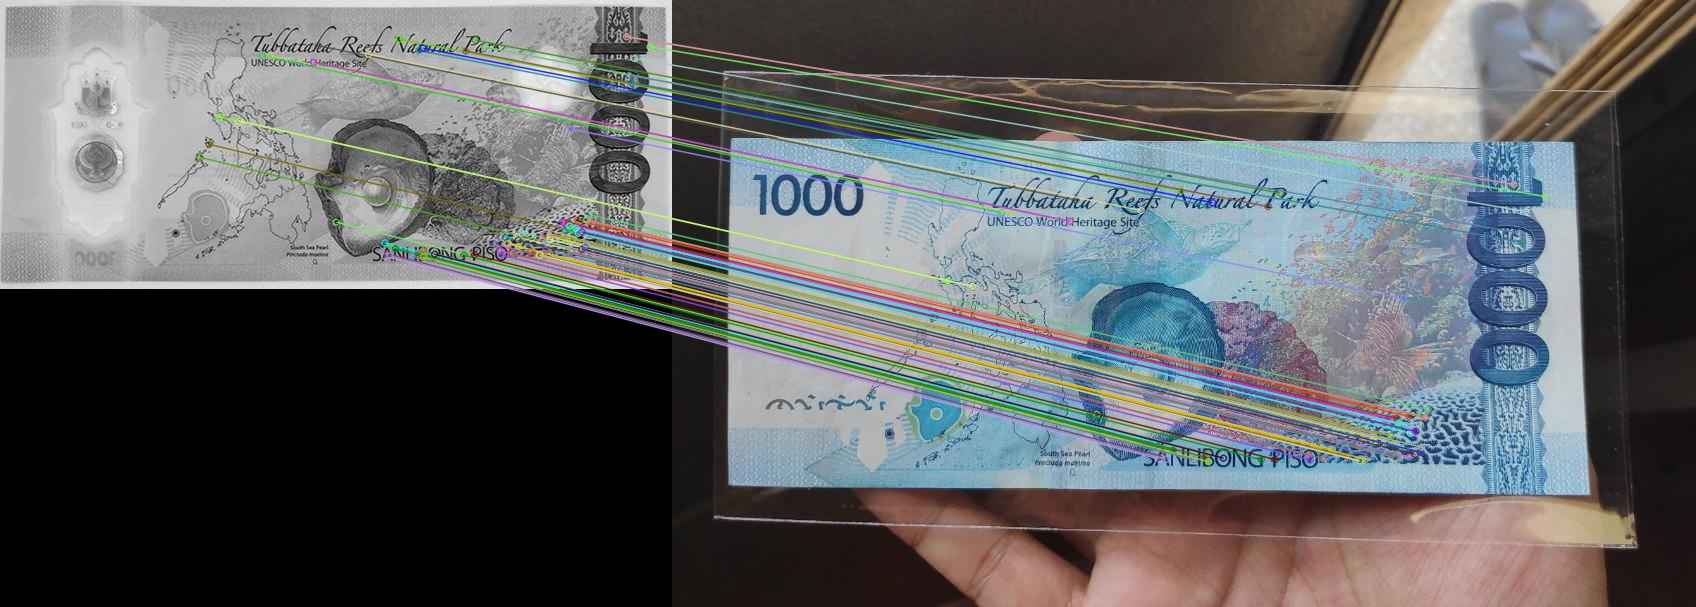 Tubbataha Reefs Natural Park
UNESCO World Heritage Site
1000
South Sea Pearl
Pinctada maxima
SANLIBONG PISO
1000
1000
Tubbataha Reefs Natural Park
UNESCO World Heritage Site
1000
South Sea Pearl
Pinctada maxima
SANLIBONG PISO